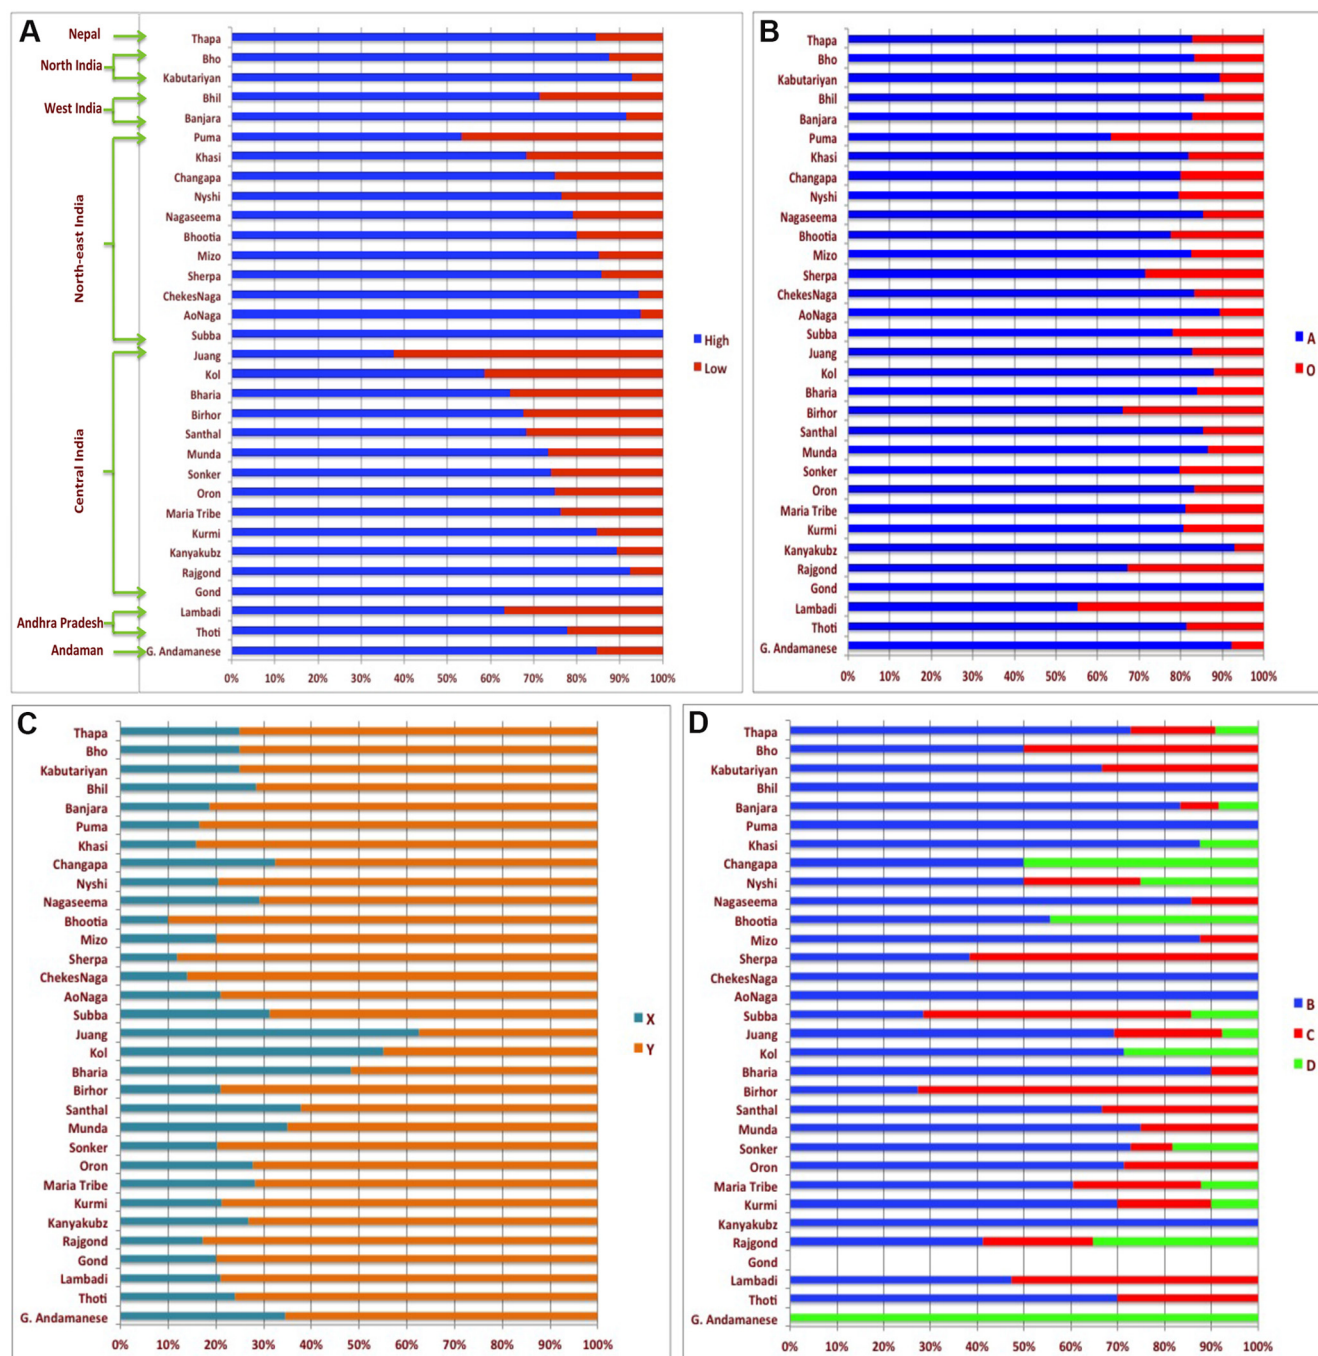 A
Nepal
North India
West India
North-east India
Central India
Andhra Pradesh
Andaman
Thapa
Bho
Kabutariyan
Bhil
Banjara
Puma
Khasi
Changapa
Nyshi
Nagaseema
Bhootia
Mizo
Sherpa
ChekesNaga
AoNaga
Subba
Juang
Kol
Bharia
Birhor
Santhal
Munda
Sonker
Oron
Maria Tribe
Kurmi
Kanyakubz
Rajgond
Gond
Lambadi
Thoti
G. Andamanese
0% 10% 20% 30% 40% 50% 60% 70% 80% 90% 100%
High
Low
B
Thapa
Bho
Kabutariyan
Bhil
Banjara
Puma
Khasi
Changapa
Nyshi
Nagaseema
Bhootia
Mizo
Sherpa
ChekesNaga
AoNaga
Subba
Juang
Kol
Bharia
Birhor
Santhal
Munda
Sonker
Oron
Maria Tribe
Kurmi
Kanyakubz
Rajgond
Gond
Lambadi
Thoti
G. Andamanese
0% 10% 20% 30% 40% 50% 60% 70% 80% 90% 100%
A
O
C
Thapa
Bho
Kabutariyan
Bhil
Banjara
Puma
Khasi
Changapa
Nyshi
Nagaseema
Bhootia
Mizo
Sherpa
ChekesNaga
AoNaga
Subba
Juang
Kol
Bharia
Birhor
Santhal
Munda
Sonker
Oron
Maria Tribe
Kurmi
Kanyakubz
Rajgond
Gond
Lambadi
Thoti
G. Andamanese
0% 10% 20% 30% 40% 50% 60% 70% 80% 90% 100%
X
Y
D
Thapa
Bho
Kabutariyan
Bhil
Banjara
Puma
Khasi
Changapa
Nyshi
Nagaseema
Bhootia
Mizo
Sherpa
ChekesNaga
AoNaga
Subba
Juang
Kol
Bharia
Birhor
Santhal
Munda
Sonker
Oron
Maria Tribe
Kurmi
Kanyakubz
Rajgond
Gond
Lambadi
Thoti
G. Andamanese
0% 10% 20% 30% 40% 50% 60% 70% 80% 90% 100%
B
C
D